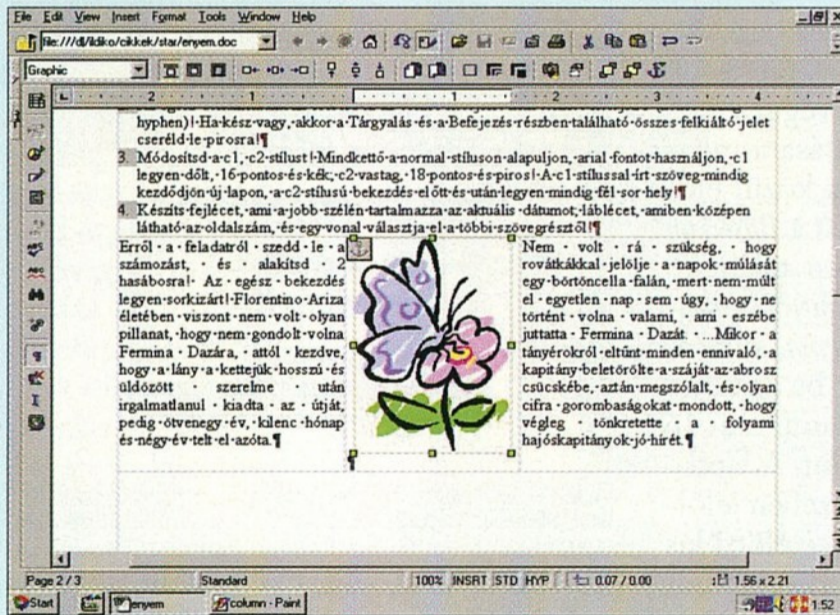 File Edit View Insert Format Tools Window Help
file:///d/ildiko/cikkek/star/enyem.doc
Graphic
hyphen)! Ha kész vagy, akkor a Tárgyalás és a Befejezés részben található összes felkiáltó jelet
cseréld le pirosra!¶
3. Módosítsd a c1, c2 stílust! Mindkettő a normal stíluson alapuljon, arial fontot használjon, c1
legyen dőlt, 16 pontos és kék; c2 vastag, 18 pontos és piros! A c1 stílussal írt szöveg mindig
kezdődjön új lapon, a c2 stílusú bekezdés előtt és után legyen mindig fél sor hely!¶
4. Készíts fejlécet, ami a jobb szélén tartalmazza az aktuális dátumot, láblécet, amiben középen
látható az oldalszám, és egy vonal választja el a többi szövegrésztől!¶
Erről a feladatról szedd le a
számozást, és alakítsd 2
hasábosra! Az egész bekezdés
legyen sorkizárt! Florentino Ariza
életében viszont nem volt olyan
pillanat, hogy nem gondolt volna
Fermina Dazára, attól kezdve,
hogy a lány a kettejük hosszú és
üldözött szerelme után
irgalmatlanul kiadta az útját,
pedig ötvenegy év, kilenc hónap
és négy év telt el azóta.¶
Nem volt rá szükség, hogy
rovátkákkal jelölje a napok múlását
egy börtöncella falán, mert nem múlt
el egyetlen nap sem úgy, hogy ne
történt volna valami, ami eszébe
juttatta Fermina Dazát. ...Mikor a
tányérokról eltűnt minden ennivaló, a
kapitány beletörölte a száját az abrosz
csücskébe, aztán megszólalt, és olyan
cifra gorombaságokat mondott, hogy
végleg tönkretette a folyami
hajóskapitányok jó hírét.¶
Page 2 / 3 Standard 100% INSRT STD HYP 0.07 / 0.00 1.56 x 2.21
Start enyem column - Paint 1:52